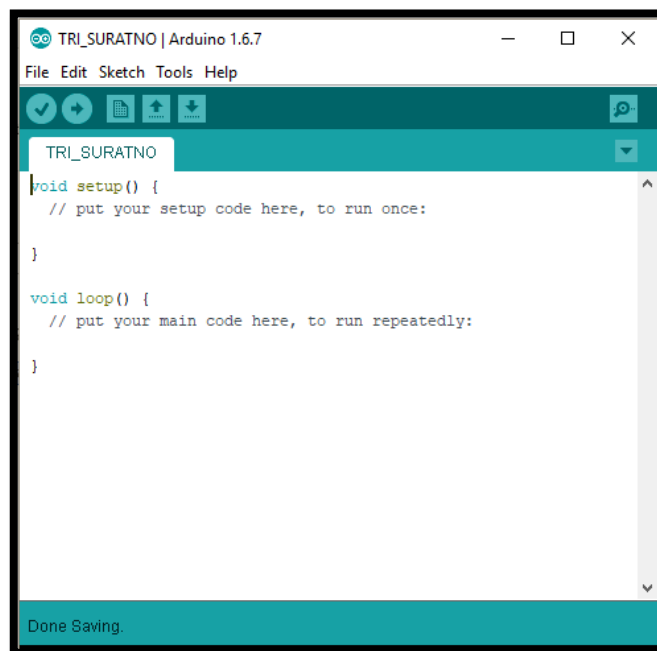 TRI_SURATNO | Arduino 1.6.7
File Edit Sketch Tools Help
TRI_SURATNO
void setup() {
  // put your setup code here, to run once:
}
void loop() {
  // put your main code here, to run repeatedly:
}
Done Saving.